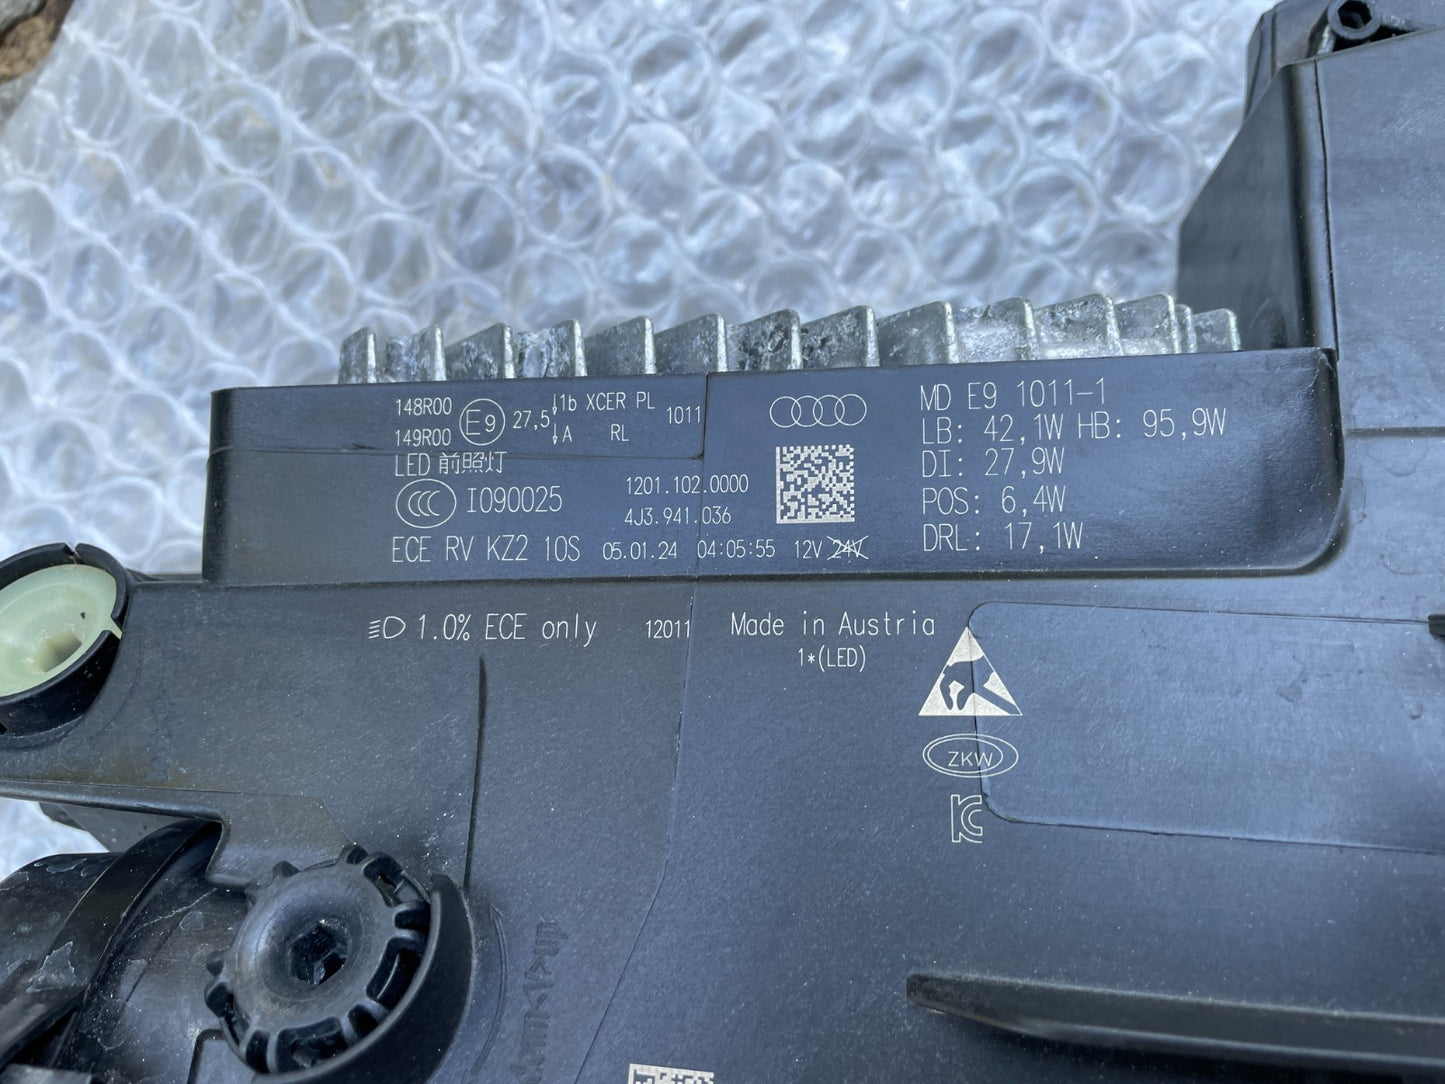 148R00
149R00
E9
27,5
1b XCER PL
A RL
1011
LED 前照灯
CCC I090025
1201.102.0000
4J3.941.036
ECE RV KZ2 10S 05.01.24 04:05:55 12V 24V
MD E9 1011-1
LB: 42,1W HB: 95,9W
DI: 27,9W
POS: 6,4W
DRL: 17,1W
1.0% ECE only 12011 Made in Austria
1*(LED)
ZKW